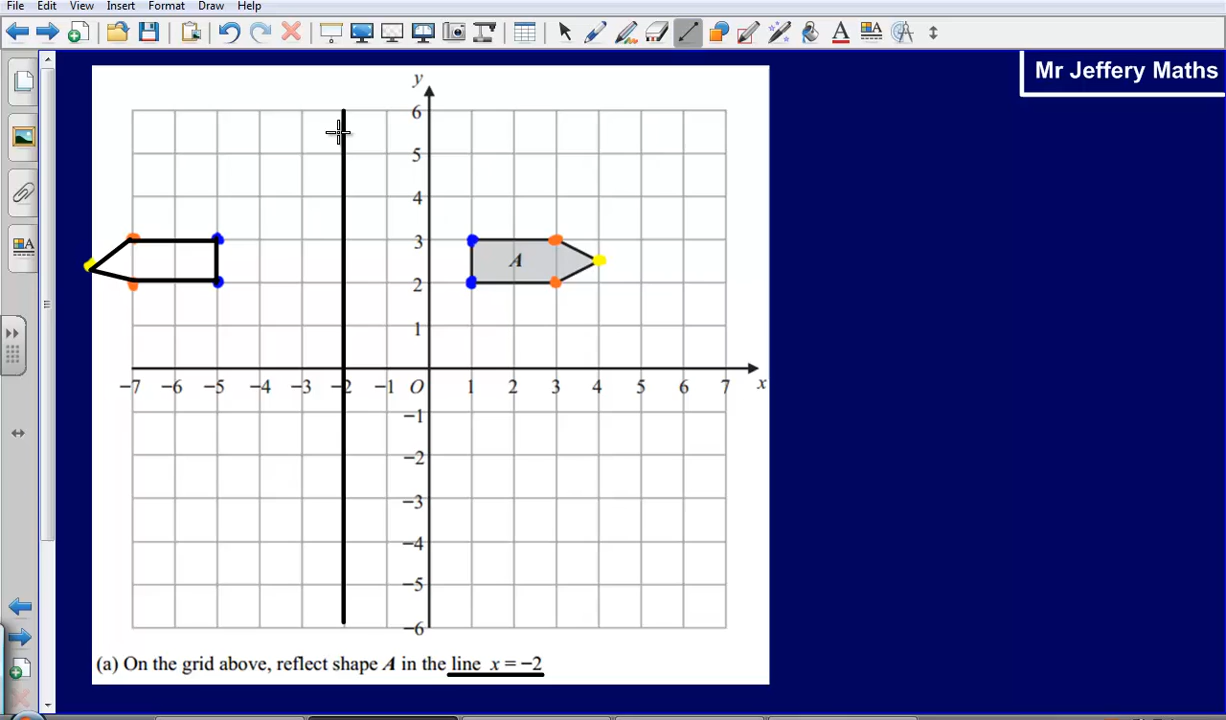 File Edit View Insert Format Draw Help
Mr Jeffery Maths
y
6
5
4
3
A
2
1
−7 −6 −5 −4 −3 −2 −1 O 1 2 3 4 5 6 7 x
−1
−2
−3
−4
−5
−6
(a) On the grid above, reflect shape A in the line x = −2